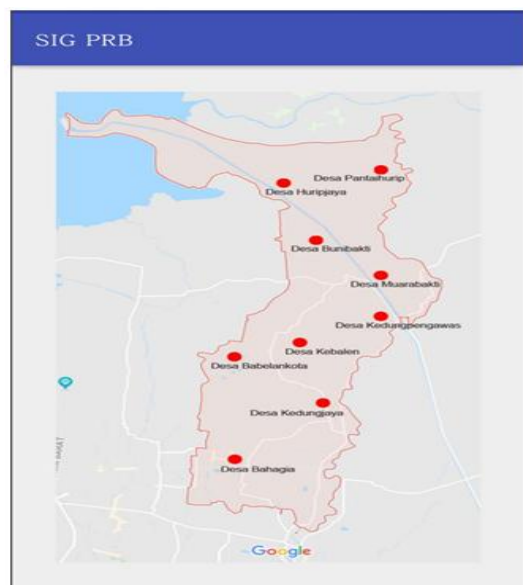 SIG PRB
Desa Pantaihurip
Desa Huripjaya
Desa Bunibakti
Desa Muarabakti
Desa Kedungpengawas
Desa Kebalen
Desa Babelankota
Desa Kedungjaya
Desa Bahagia
Google